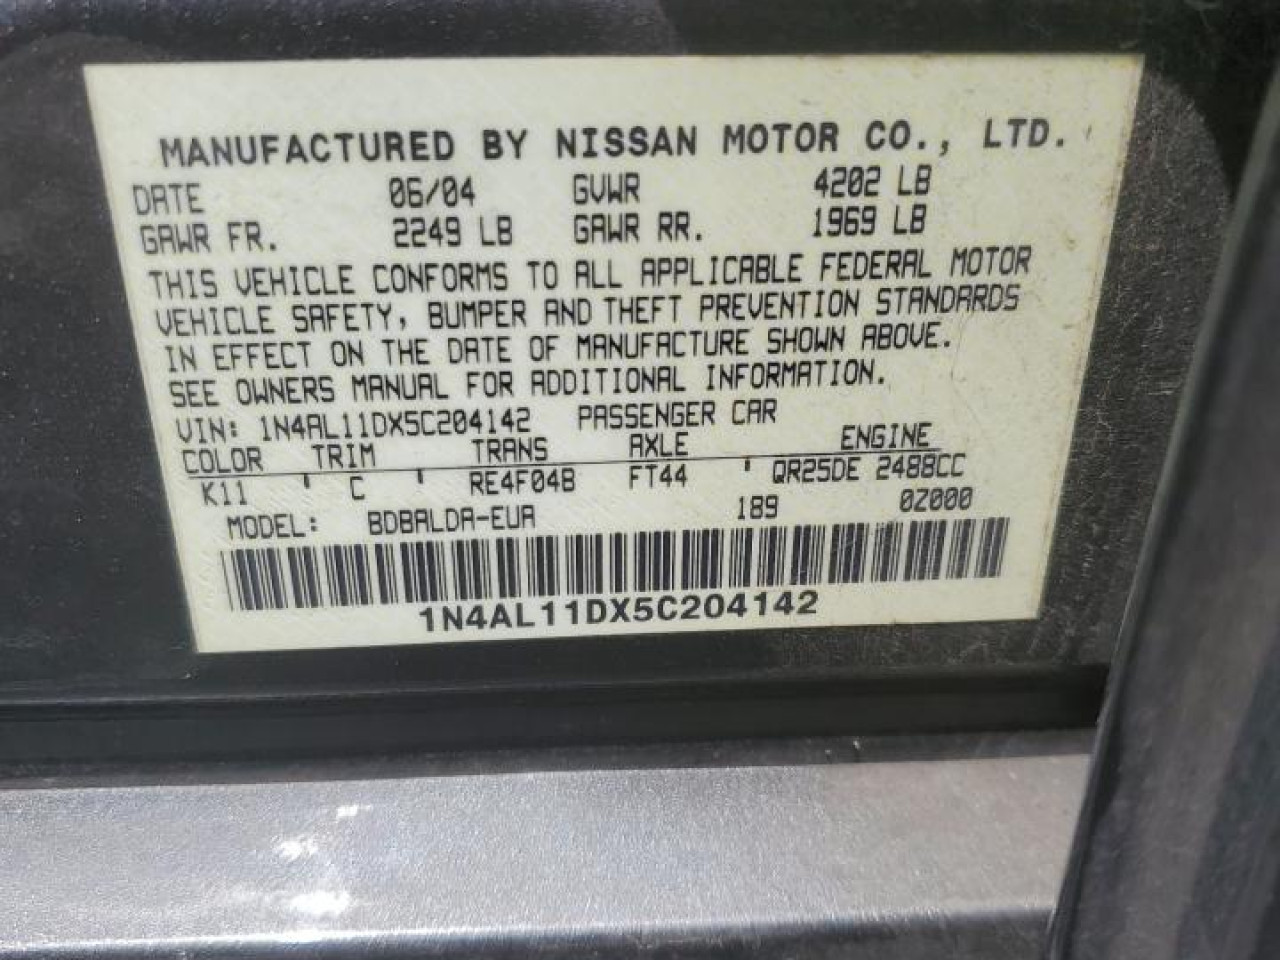 MANUFACTURED BY NISSAN MOTOR CO., LTD.
DATE 06/04 GVWR 4202 LB
GAWR FR. 2249 LB GAWR RR. 1969 LB
THIS VEHICLE CONFORMS TO ALL APPLICABLE FEDERAL MOTOR
VEHICLE SAFETY, BUMPER AND THEFT PREVENTION STANDARDS
IN EFFECT ON THE DATE OF MANUFACTURE SHOWN ABOVE.
SEE OWNERS MANUAL FOR ADDITIONAL INFORMATION.
VIN: 1N4AL11DX5C204142 PASSENGER CAR
COLOR TRIM TRANS AXLE ENGINE
K11 ' C ' RE4F04B FT44 ' QR25DE 2488CC
MODEL: BDBALDA-EUA 189 0Z000
1N4AL11DX5C204142